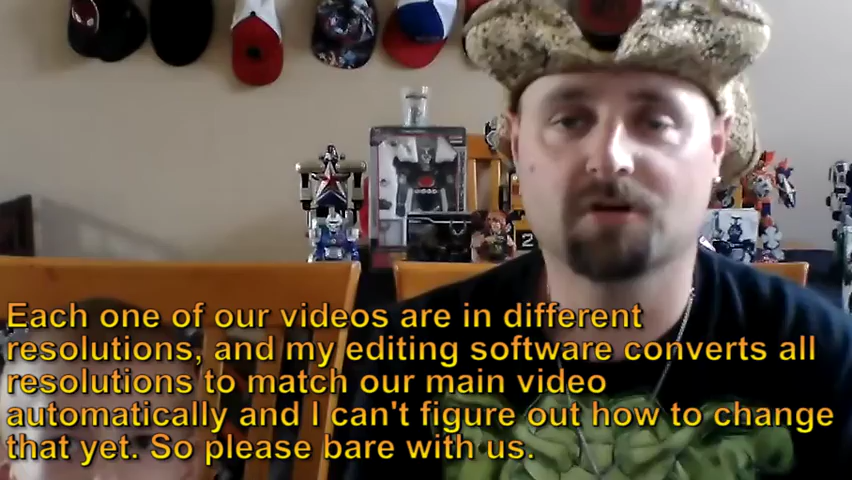 Each one of our videos are in different
resolutions, and my editing software converts all
resolutions to match our main video
automatically and I can't figure out how to change
that yet. So please bare with us.
2